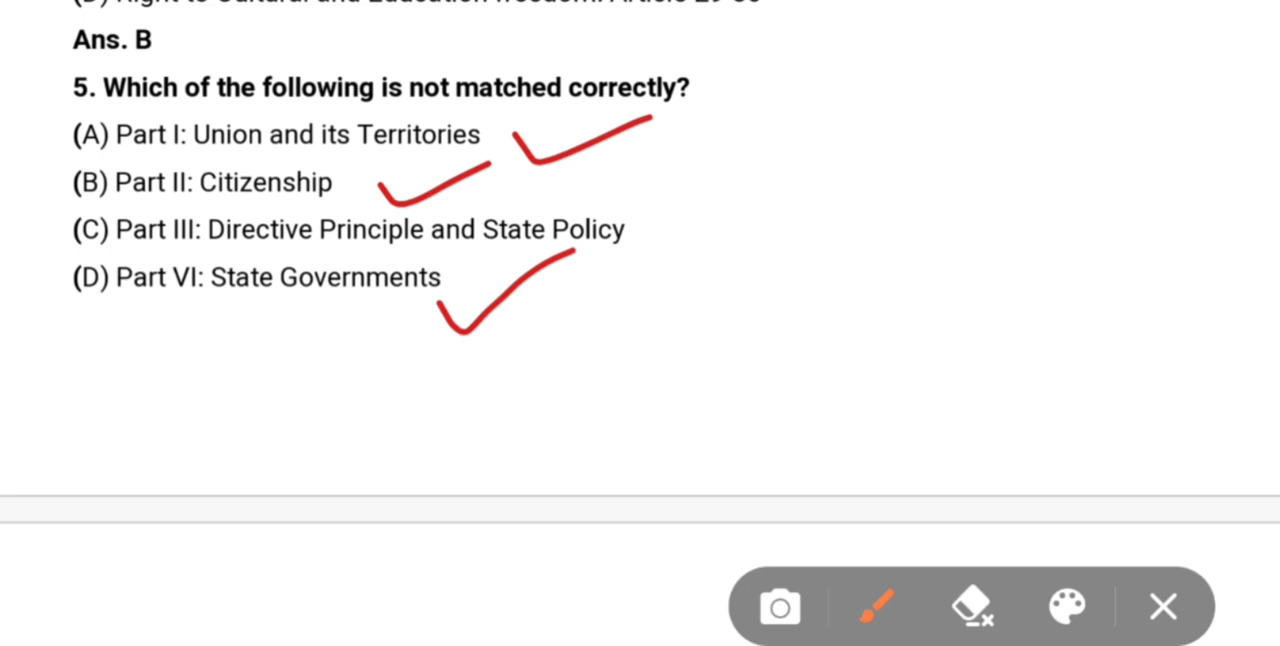 Ans. B
5. Which of the following is not matched correctly?
(A) Part I: Union and its Territories
(B) Part II: Citizenship
(C) Part III: Directive Principle and State Policy
(D) Part VI: State Governments